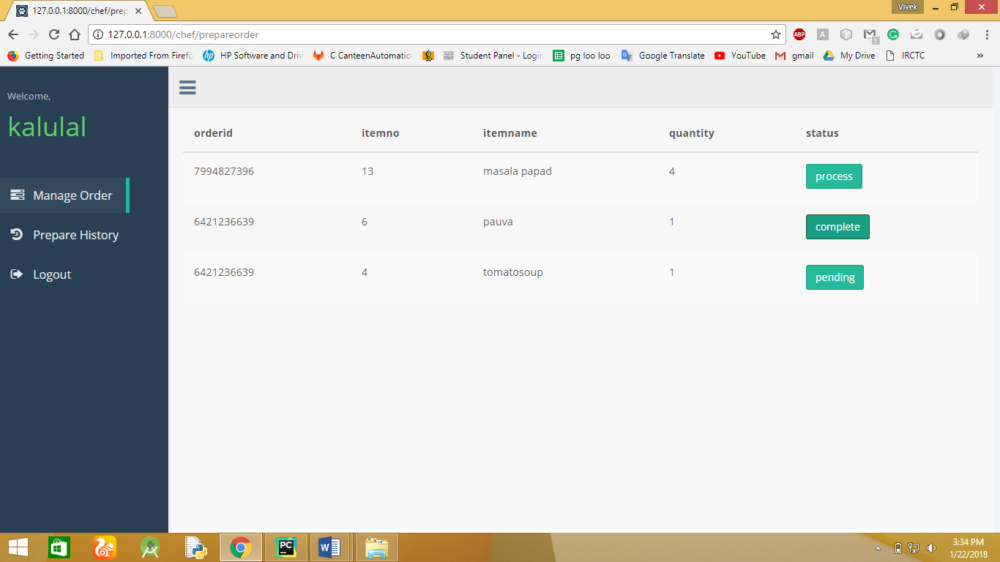 127.0.0.1:8000/chef/prep
Vivek
127.0.0.1:8000/chef/prepareorder
ABP
A
?
G
Getting Started
Imported From Firefo
HP Software and Driv
C CanteenAutomatio
Student Panel - Login
pg loo loo
Google Translate
YouTube
gmail
My Drive
IRCTC
»
Welcome,
kalulal
Manage Order
Prepare History
Logout
orderid itemno itemname quantity status
7994827396 13 masala papad 4 process
6421236639 6 pauva 1 complete
6421236639 4 tomatosoup 1 pending
PC
W
3:34 PM
1/22/2018